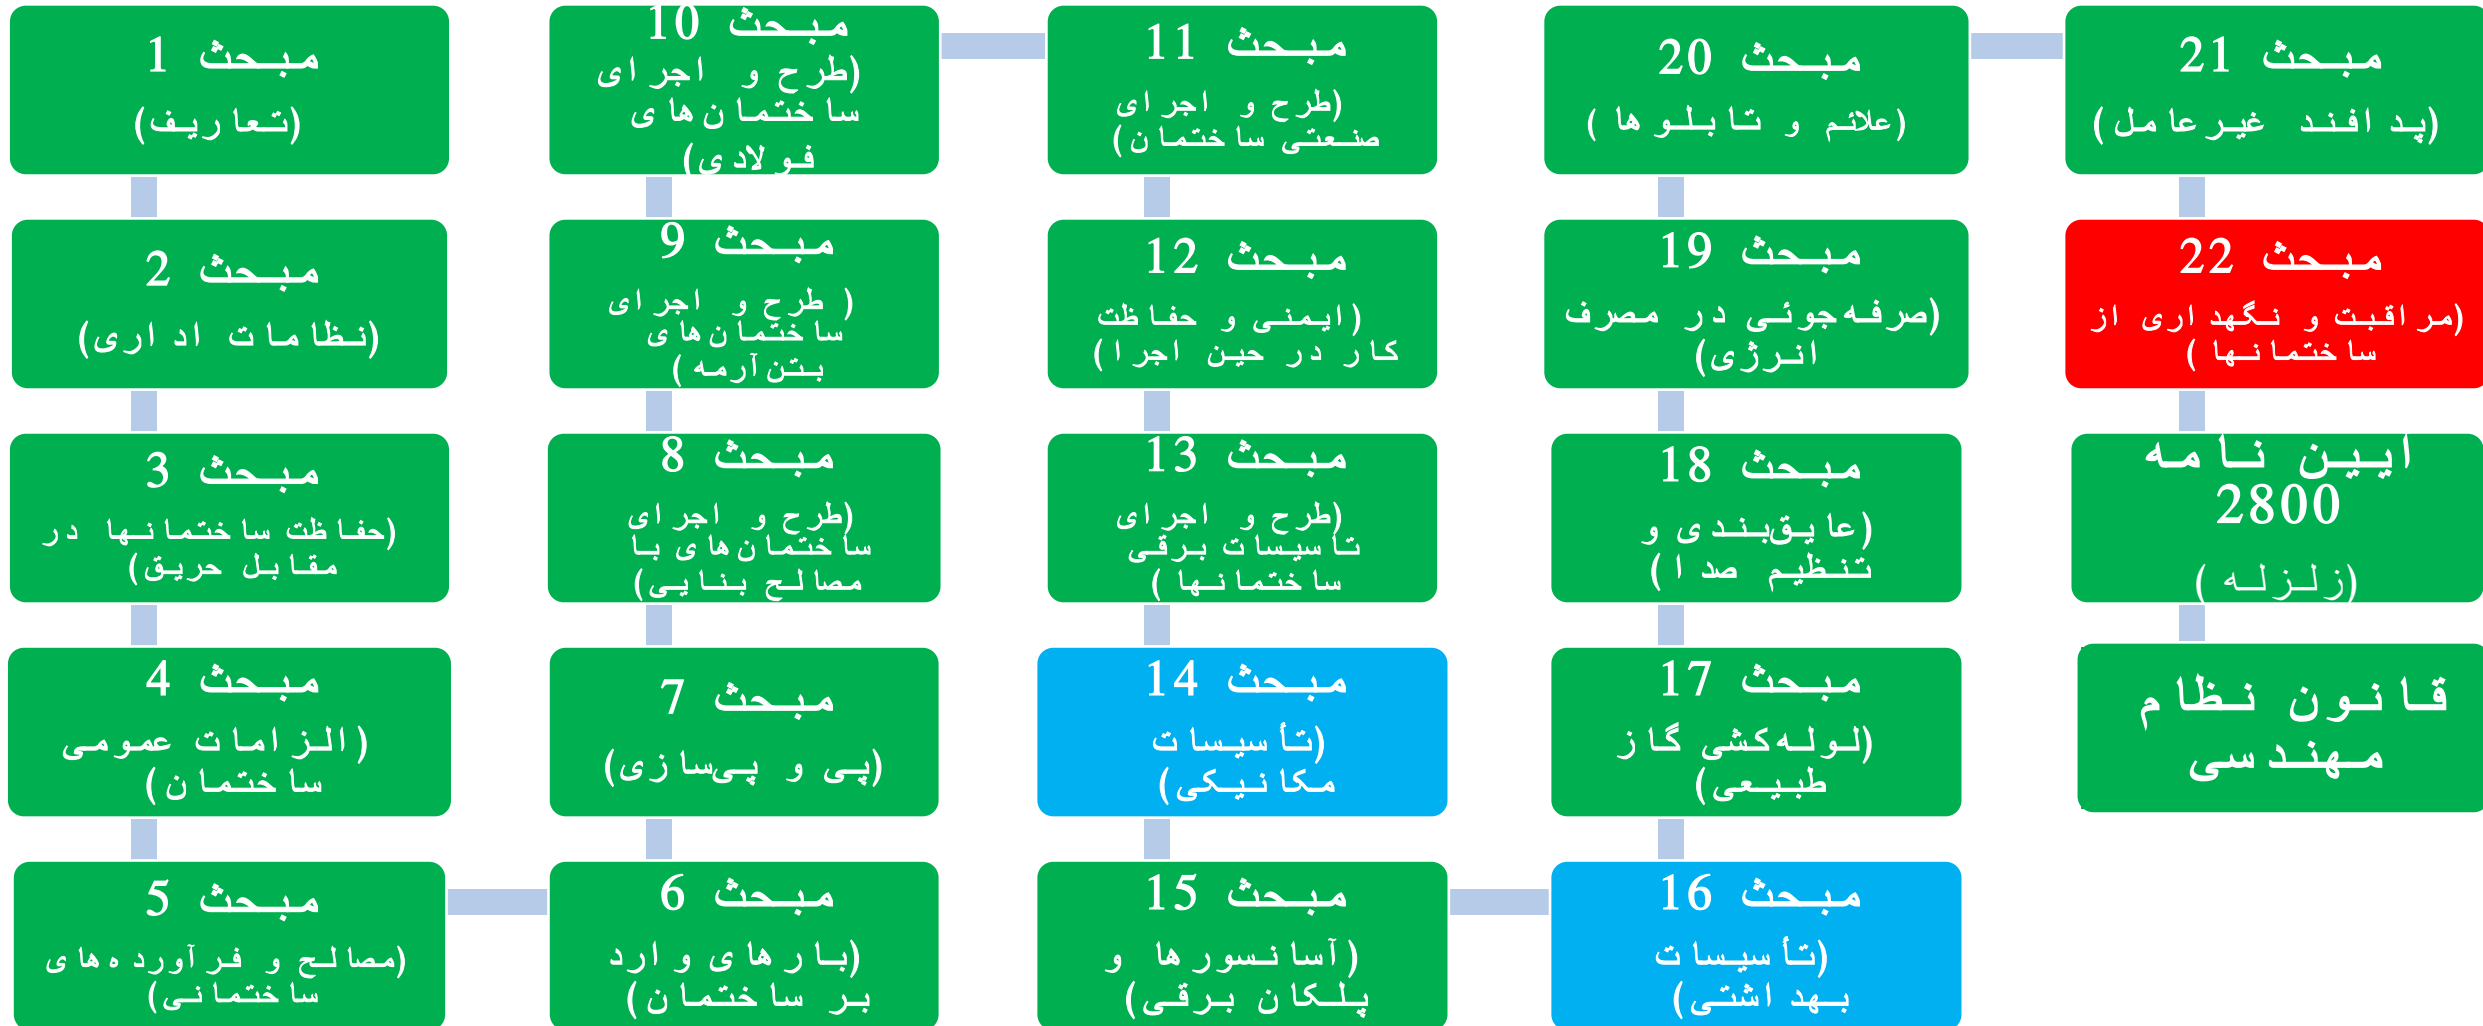 مبحث 1
(تعاریف)
مبحث 2
(نظامات اداری)
مبحث 3
(حفاظت ساختمانها در
مقابل حریق)
مبحث 4
(الزامات عمومی
ساختمان)
مبحث 5
(مصالح و فرآورده‌های
ساختمانی)
مبحث 6
(بارهای وارد
بر ساختمان)
مبحث 7
(پی و پی‌سازی)
مبحث 8
(طرح و اجرای
ساختمان‌های با
مصالح بنایی)
مبحث 9
( طرح و اجرای
ساختمان‌های
بتن‌آرمه)
مبحث 10
(طرح و اجرای
ساختمان‌های
فولادی)
مبحث 11
(طرح و اجرای
صنعتی ساختمان)
مبحث 12
(ایمنی و حفاظت
کار در حین اجرا)
مبحث 13
(طرح و اجرای
تاسیسات برقی
ساختمانها)
مبحث 14
(تأسیسات
مکانیکی)
مبحث 15
(آسانسورها و
پلکان برقی)
مبحث 16
(تأسیسات
بهداشتی)
مبحث 17
(لوله‌کشی گاز
طبیعی)
مبحث 18
(عایق‌بندی و
تنظیم صدا)
مبحث 19
(صرفه‌جوئی در مصرف
انرژی)
مبحث 20
(علائم و تابلوها)
مبحث 21
(پدافند غیرعامل)
مبحث 22
(مراقبت و نگهداری از
ساختمانها)
ایین نامه
2800
(زلزله)
قانون نظام
مهندسی